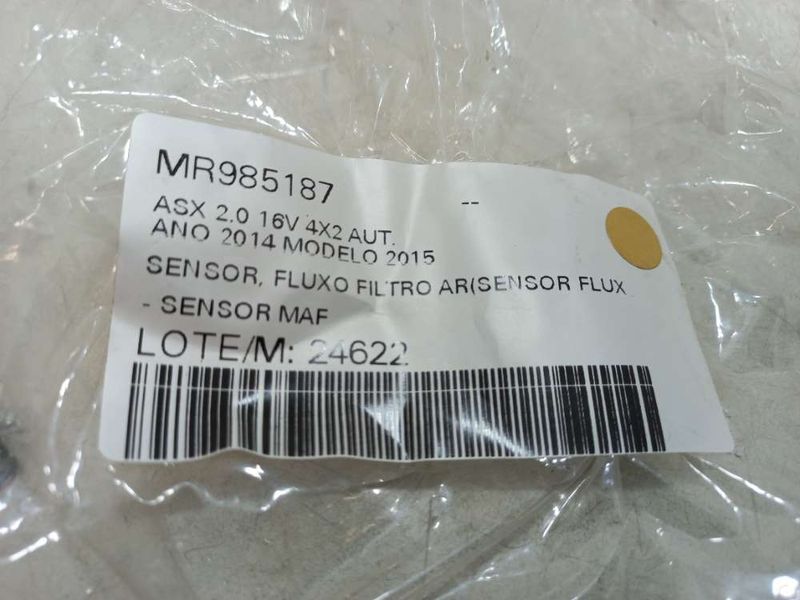 MR985187
--
ASX 2.0 16V 4X2 AUT.
ANO 2014 MODELO 2015
SENSOR, FLUXO FILTRO AR(SENSOR FLUX
- SENSOR MAF
LOTE/M: 24622